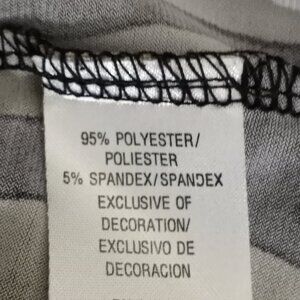 95% POLYESTER/
POLIESTER
5% SPANDEX/SPANDEX
EXCLUSIVE OF
DECORATION/
EXCLUSIVO DE
DECORACION